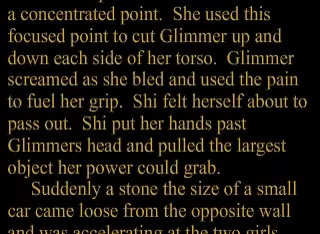 a concentrated point. She used this
focused point to cut Glimmer up and
down each side of her torso. Glimmer
screamed as she bled and used the pain
to fuel her grip. Shi felt herself about to
pass out. Shi put her hands past
Glimmers head and pulled the largest
object her power could grab.
Suddenly a stone the size of a small
car came loose from the opposite wall
and was accelerating at the two girls